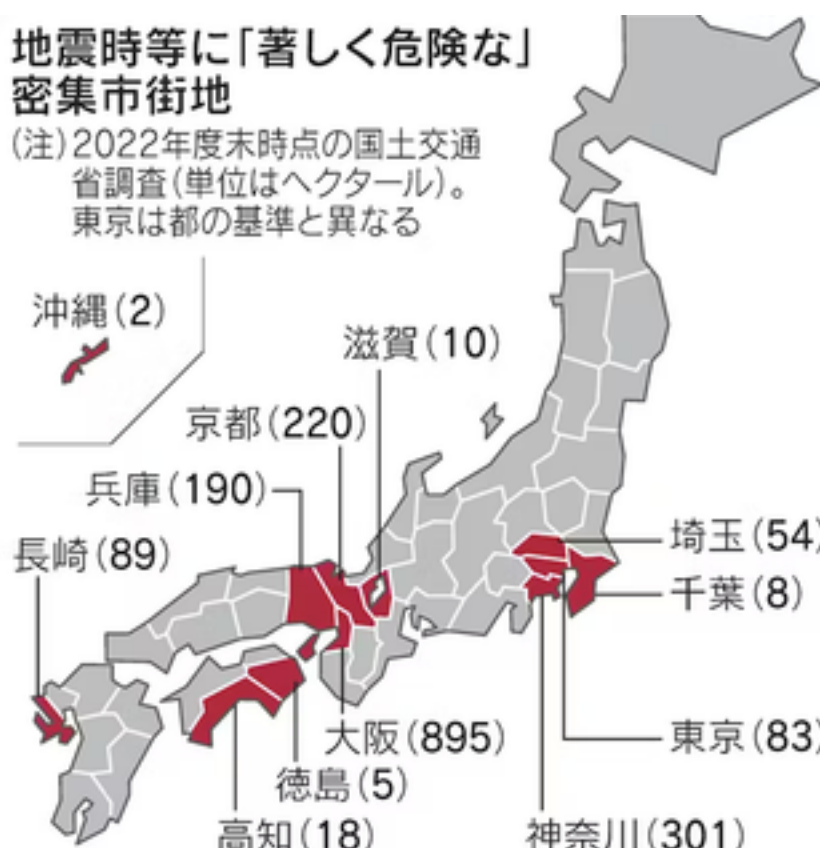 地震時等に「著しく危険な」
密集市街地
(注)2022年度末時点の国土交通
省調査(単位はヘクタール)。
東京は都の基準と異なる
沖縄(2)
滋賀(10)
京都(220)
兵庫(190)
長崎(89)
埼玉(54)
千葉(8)
大阪(895)
東京(83)
徳島(5)
高知(18)
神奈川(301)